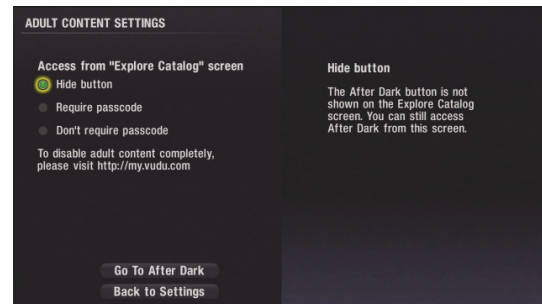 ADULT CONTENT SETTINGS
Access from "Explore Catalog" screen
Hide button
Require passcode
Don't require passcode
To disable adult content completely,
please visit http://my.vudu.com
Go To After Dark
Back to Settings
Hide button
The After Dark button is not
shown on the Explore Catalog
screen. You can still access
After Dark from this screen.